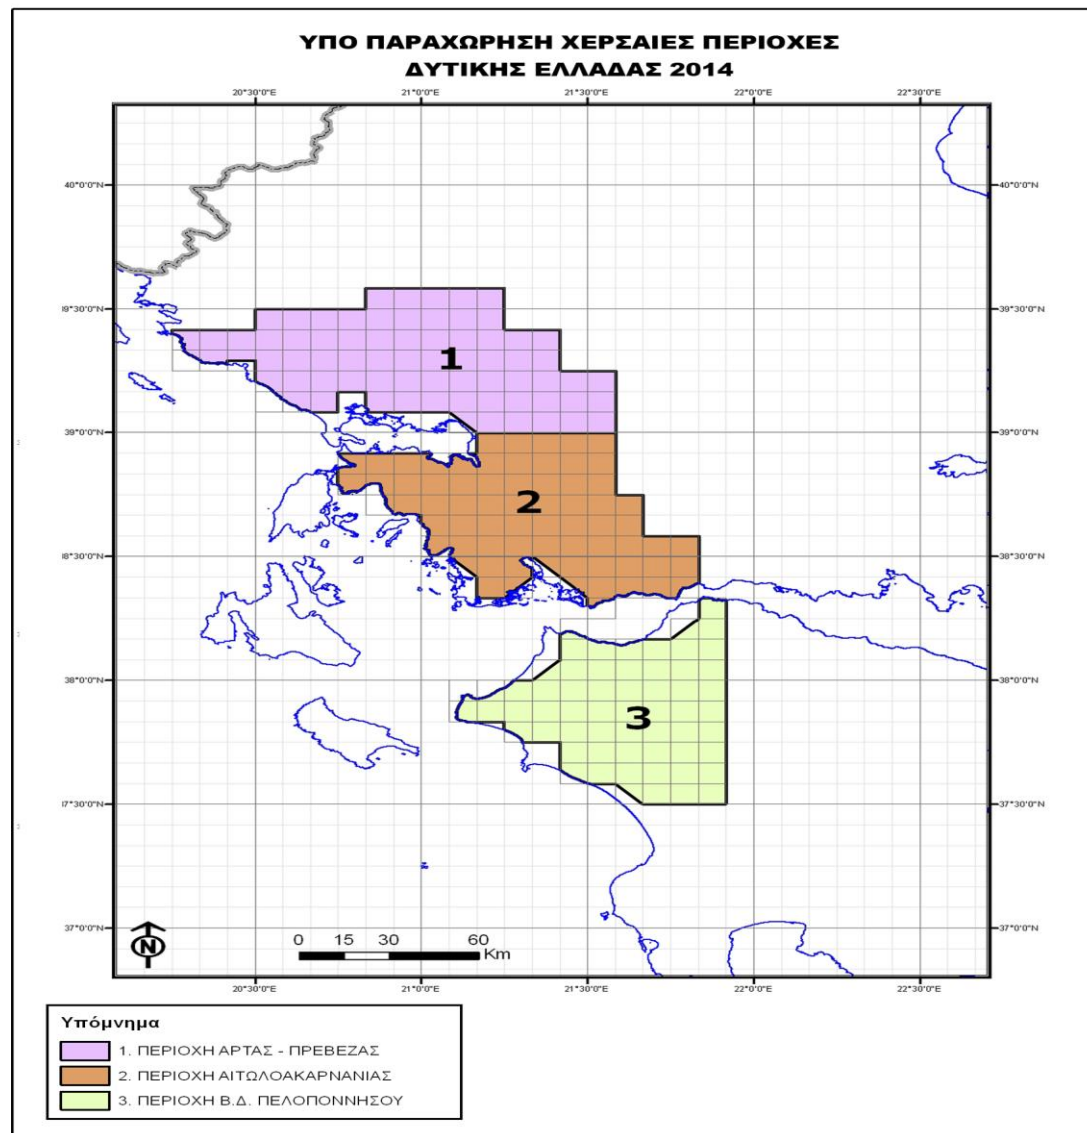 ΥΠΟ ΠΑΡΑΧΩΡΗΣΗ ΧΕΡΣΑΙΕΣ ΠΕΡΙΟΧΕΣ
ΔΥΤΙΚΗΣ ΕΛΛΑΔΑΣ 2014
20°30'0"E 21°0'0"E 21°30'0"E 22°0'0"E 22°30'0"E
40°0'0"N 40°0'0"N
39°30'0"N 39°30'0"N
1
39°0'0"N 39°0'0"N
2
38°30'0"N 38°30'0"N
38°0'0"N 38°0'0"N
3
37°30'0"N 37°30'0"N
37°0'0"N 37°0'0"N
N
0 15 30 60
Km
20°30'0"E 21°0'0"E 21°30'0"E 22°0'0"E 22°30'0"E
Υπόμνημα
1. ΠΕΡΙΟΧΗ ΑΡΤΑΣ - ΠΡΕΒΕΖΑΣ
2. ΠΕΡΙΟΧΗ ΑΙΤΩΛΟΑΚΑΡΝΑΝΙΑΣ
3. ΠΕΡΙΟΧΗ Β.Δ. ΠΕΛΟΠΟΝΝΗΣΟΥ